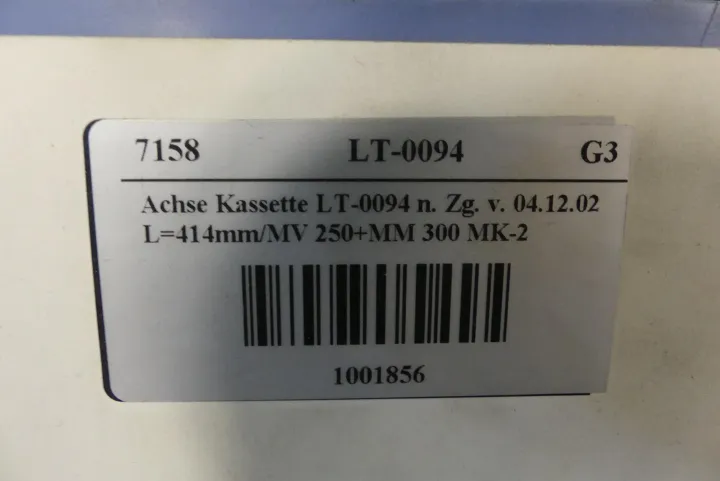 7158 LT-0094 G3
Achse Kassette LT-0094 n. Zg. v. 04.12.02
L=414mm/MV 250+MM 300 MK-2
1001856